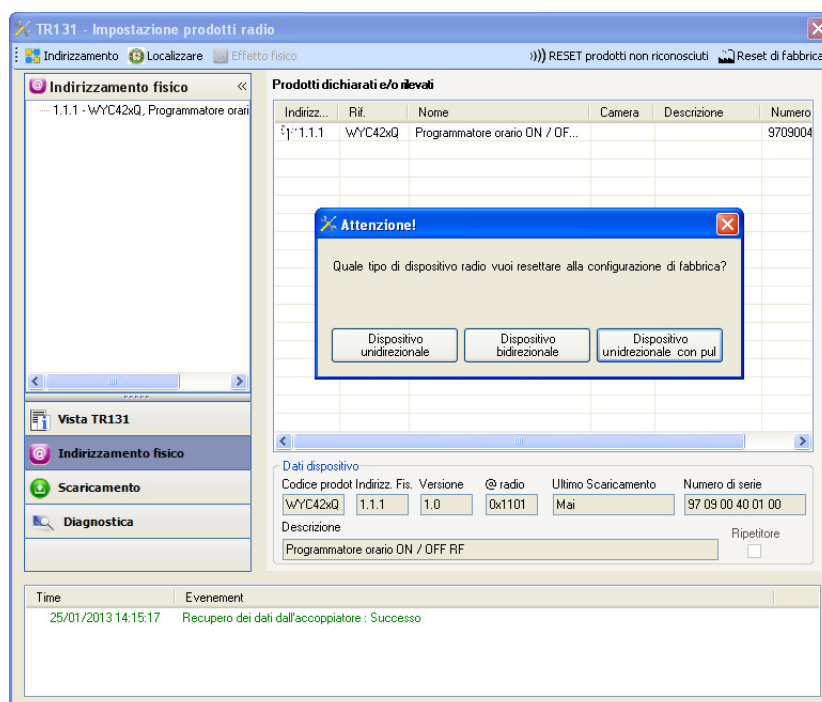 TR131 - Impostazione prodotti radio
Indirizzamento Localizzare Effetto fisico RESET prodotti non riconosciuti Reset di fabbrica
Indirizzamento fisico
1.1.1 - WYC42xQ, Programmatore orari
Prodotti dichiarati e/o rilevati
Indirizz... Rif. Nome Camera Descrizione Numero
1.1.1 WYC42xQ Programmatore orario ON / OF... 9709004
Attenzione!
Quale tipo di dispositivo radio vuoi resettare alla configurazione di fabbrica?
Dispositivo unidirezionale
Dispositivo bidirezionale
Dispositivo unidrezionale con pul
Vista TR131
Indirizzamento fisico
Scaricamento
Diagnostica
Dati dispositivo
Codice prodot Indirizz. Fis. Versione @ radio Ultimo Scaricamento Numero di serie
WYC42xQ 1.1.1 1.0 0x1101 Mai 97 09 00 40 01 00
Descrizione
Ripetitore
Programmatore orario ON / OFF RF
Time Evenement
25/01/2013 14:15:17 Recupero dei dati dall'accoppiatore : Successo